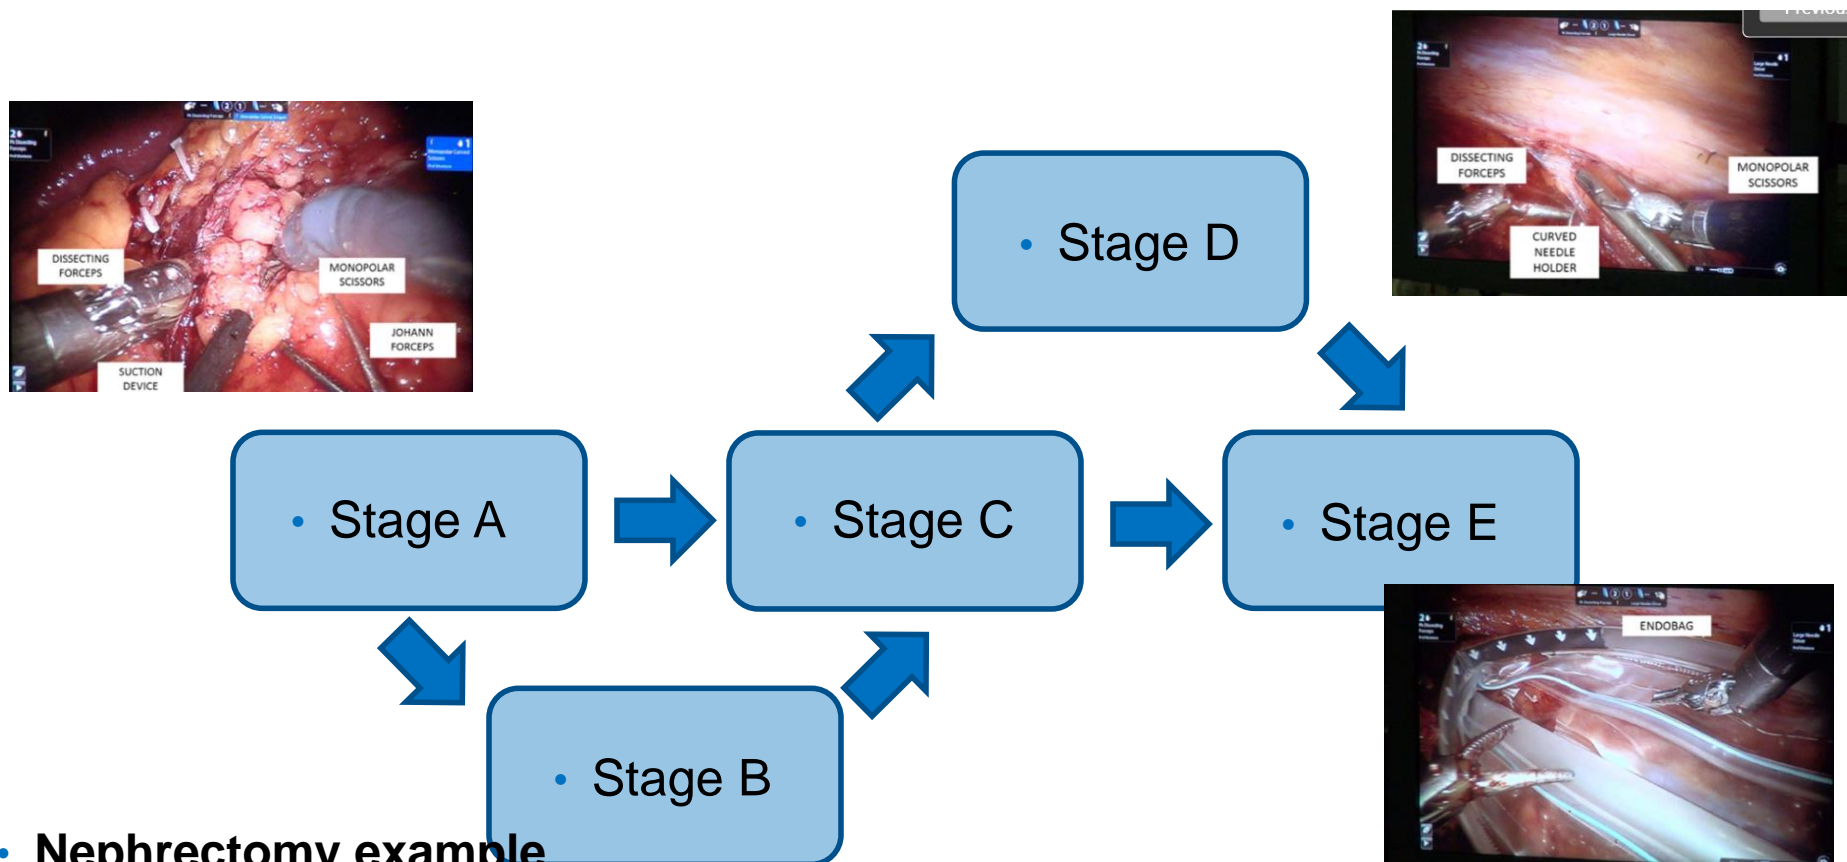 Previous
DISSECTING
FORCEPS
MONOPOLAR
SCISSORS
JOHANN
FORCEPS
SUCTION
DEVICE
DISSECTING
FORCEPS
MONOPOLAR
SCISSORS
CURVED
NEEDLE
HOLDER
• Stage D
• Stage A
• Stage C
• Stage E
ENDOBAG
• Stage B
• Nephrectomy example